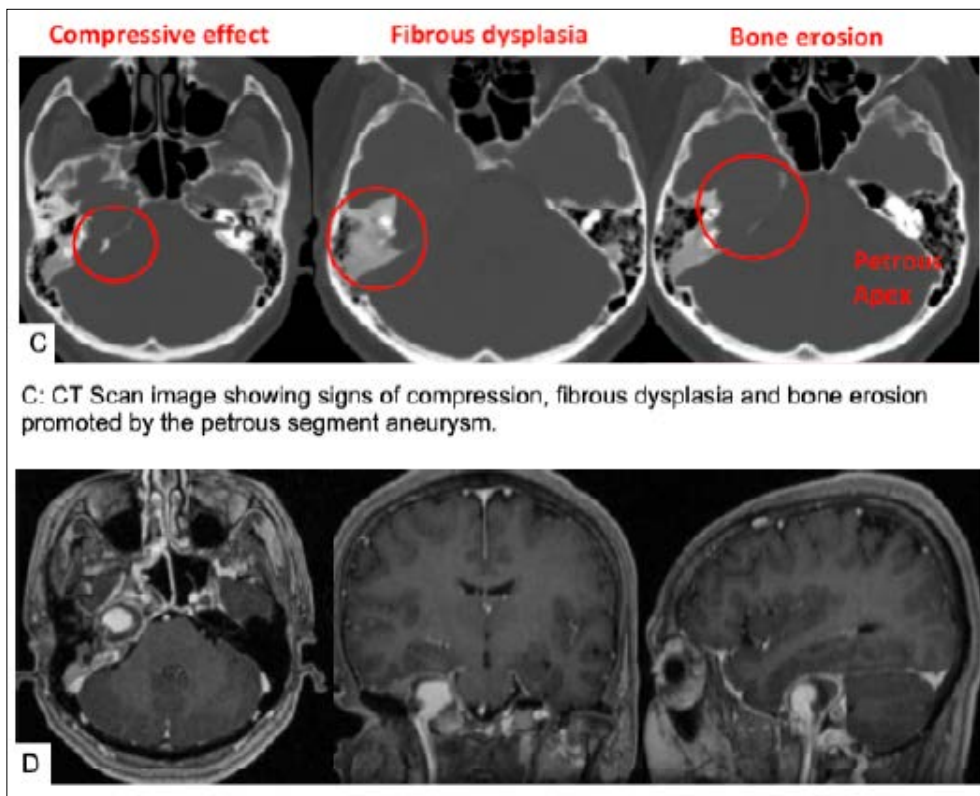 Compressive effect
Fibrous dysplasia
Bone erosion
Petrous
Apex
C
C: CT Scan image showing signs of compression, fibrous dysplasia and bone erosion
promoted by the petrous segment aneurysm.
D